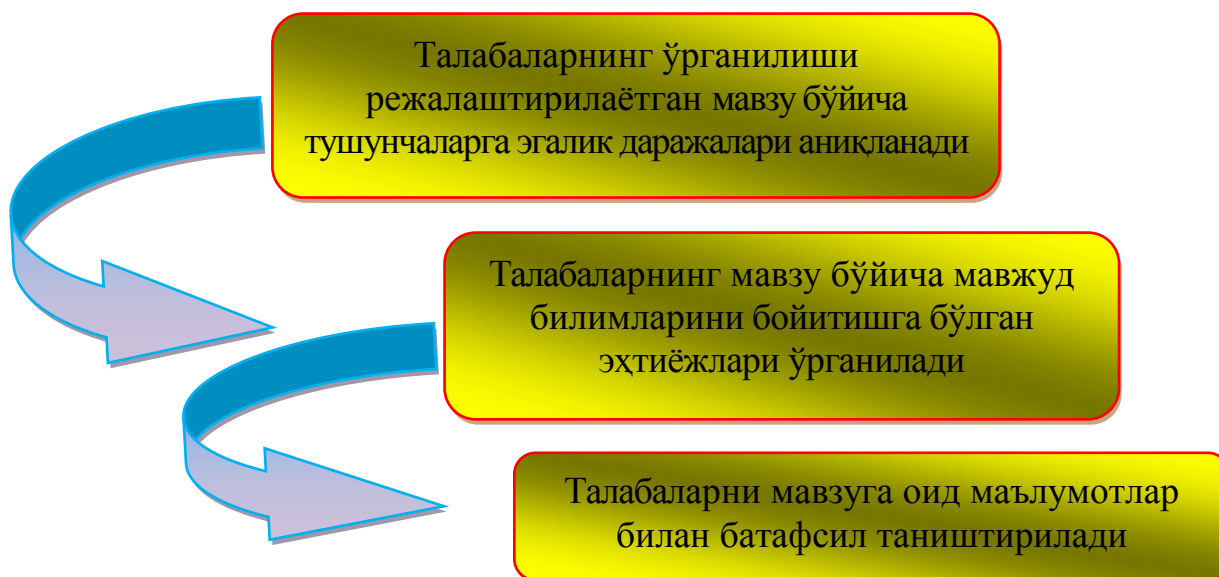 Талабаларнинг ўрганилиши
режалаштирилаётган мавзу бўйича
тушунчаларга эгалик даражалари аниқланади
Талабаларнинг мавзу бўйича мавжуд
билимларини бойитишга бўлган
эҳтиёжлари ўрганилади
Талабаларни мавзуга оид маълумотлар
билан батафсил таништирилади